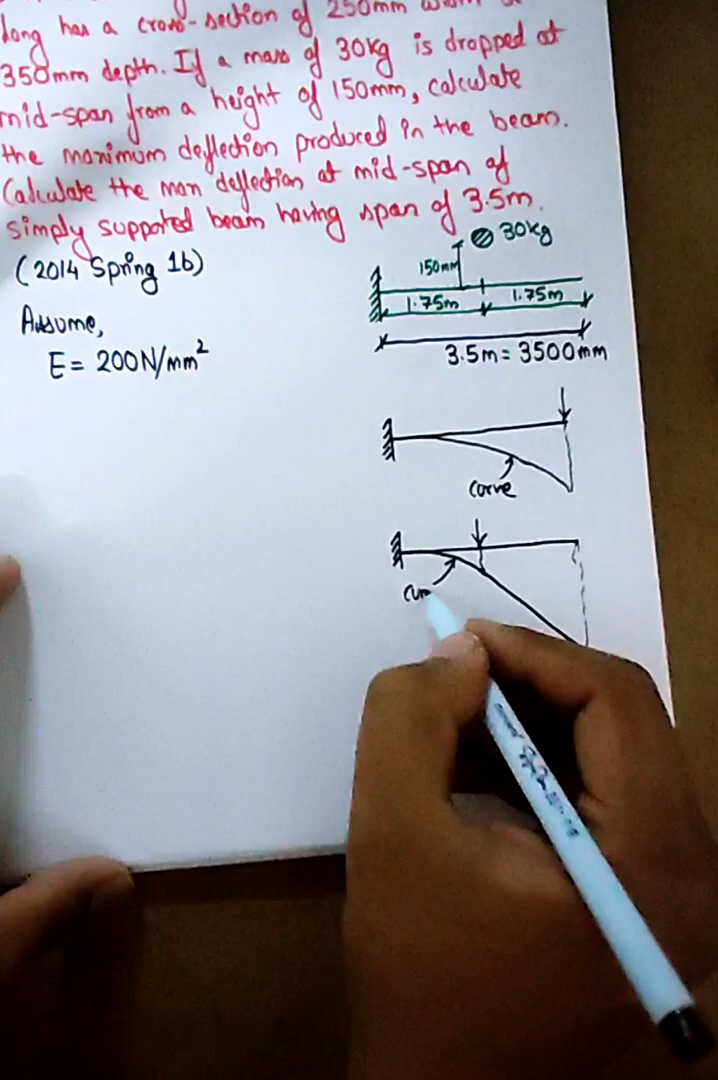 long has a cross-section of 250mm
350mm depth. If a mass of 30kg is dropped at
mid-span from a height of 150mm, calculate
the maximum deflection produced in the beam.
Calculate the max deflection at mid-span of
simply supported beam having span of 3.5m.
(2014 Spring 1b)
Assume,
E = 200N/mm²
30kg
150mm
1.75m 1.75m
3.5m = 3500mm
curve